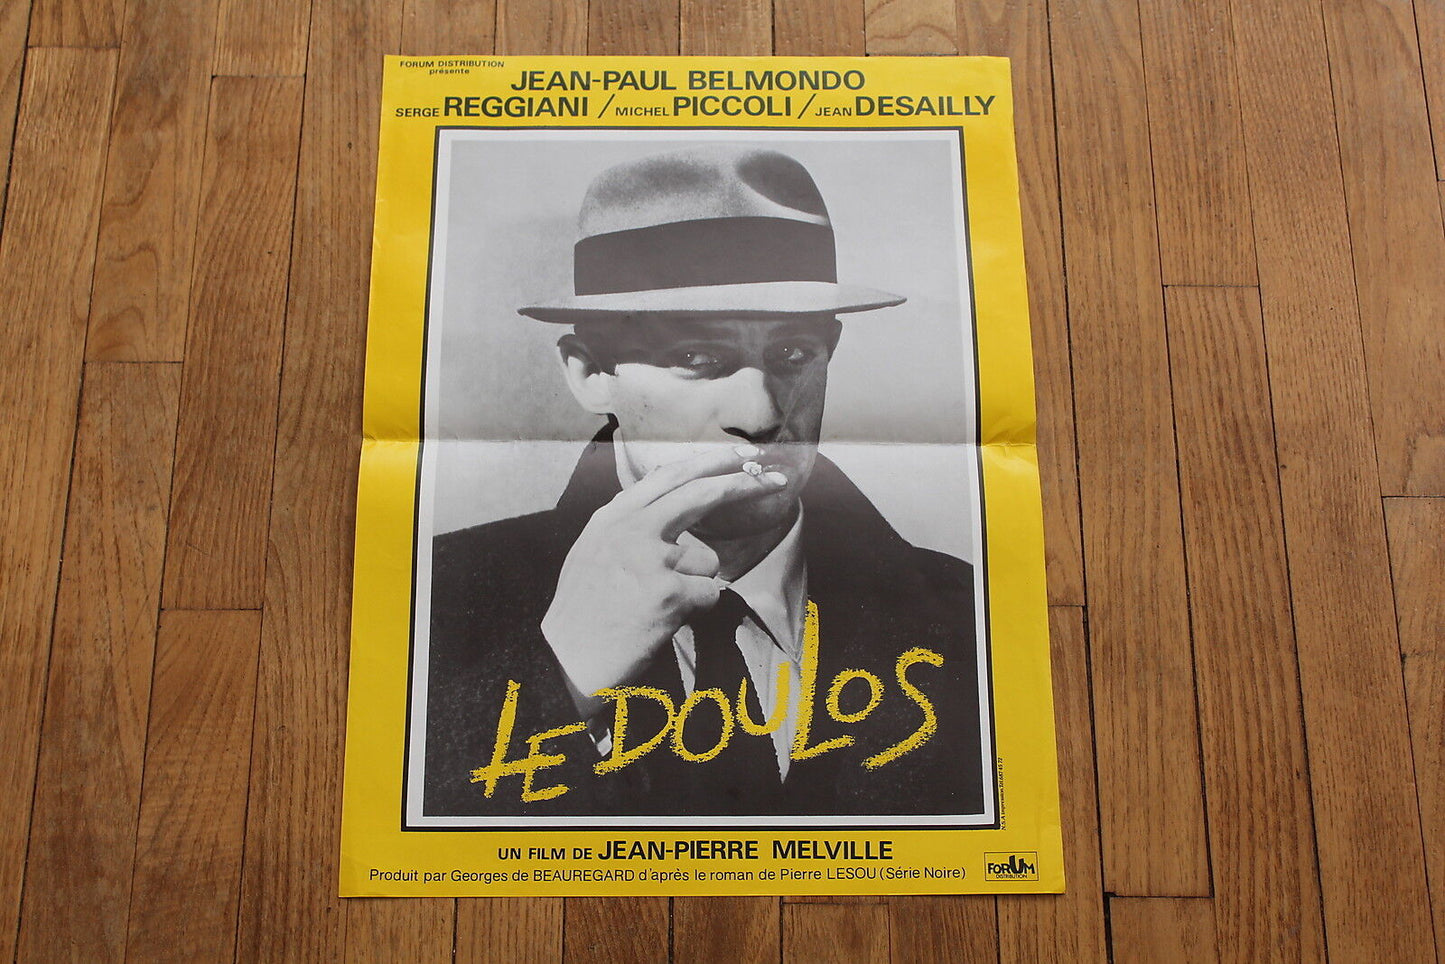 FORUM DISTRIBUTION
présente
JEAN-PAUL BELMONDO
SERGE REGGIANI / MICHEL PICCOLI / JEAN DESAILLY
LE DOULOS
UN FILM DE JEAN-PIERRE MELVILLE
Produit par Georges de BEAUREGARD d'après le roman de Pierre LESOU (Série Noire)
FORUM
DISTRIBUTION